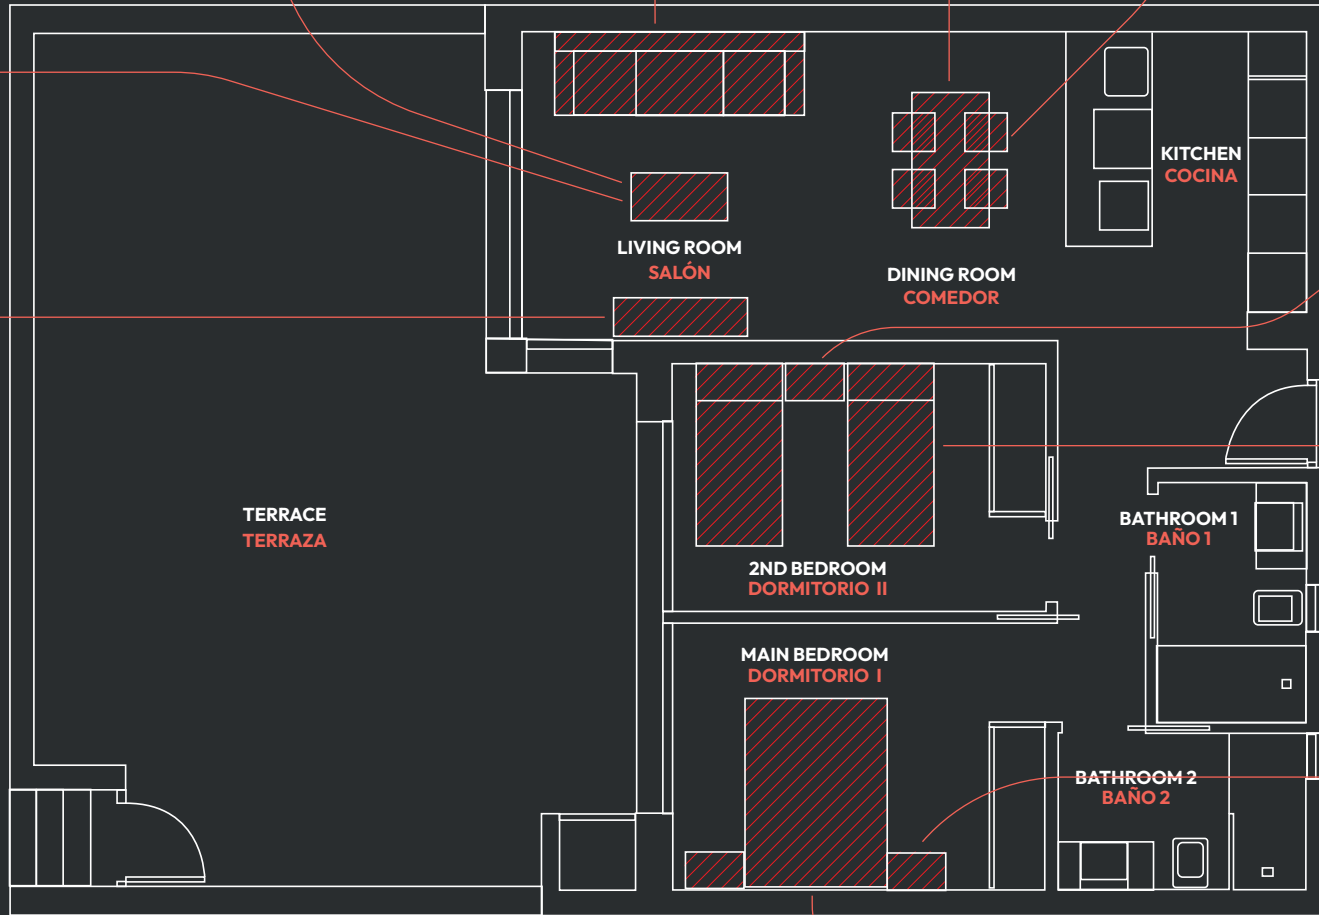 KITCHEN
COCINA
LIVING ROOM
SALÓN
DINING ROOM
COMEDOR
TERRACE
TERRAZA
BATHROOM 1
BAÑO 1
2ND BEDROOM
DORMITORIO II
MAIN BEDROOM
DORMITORIO I
BATHROOM 2
BAÑO 2